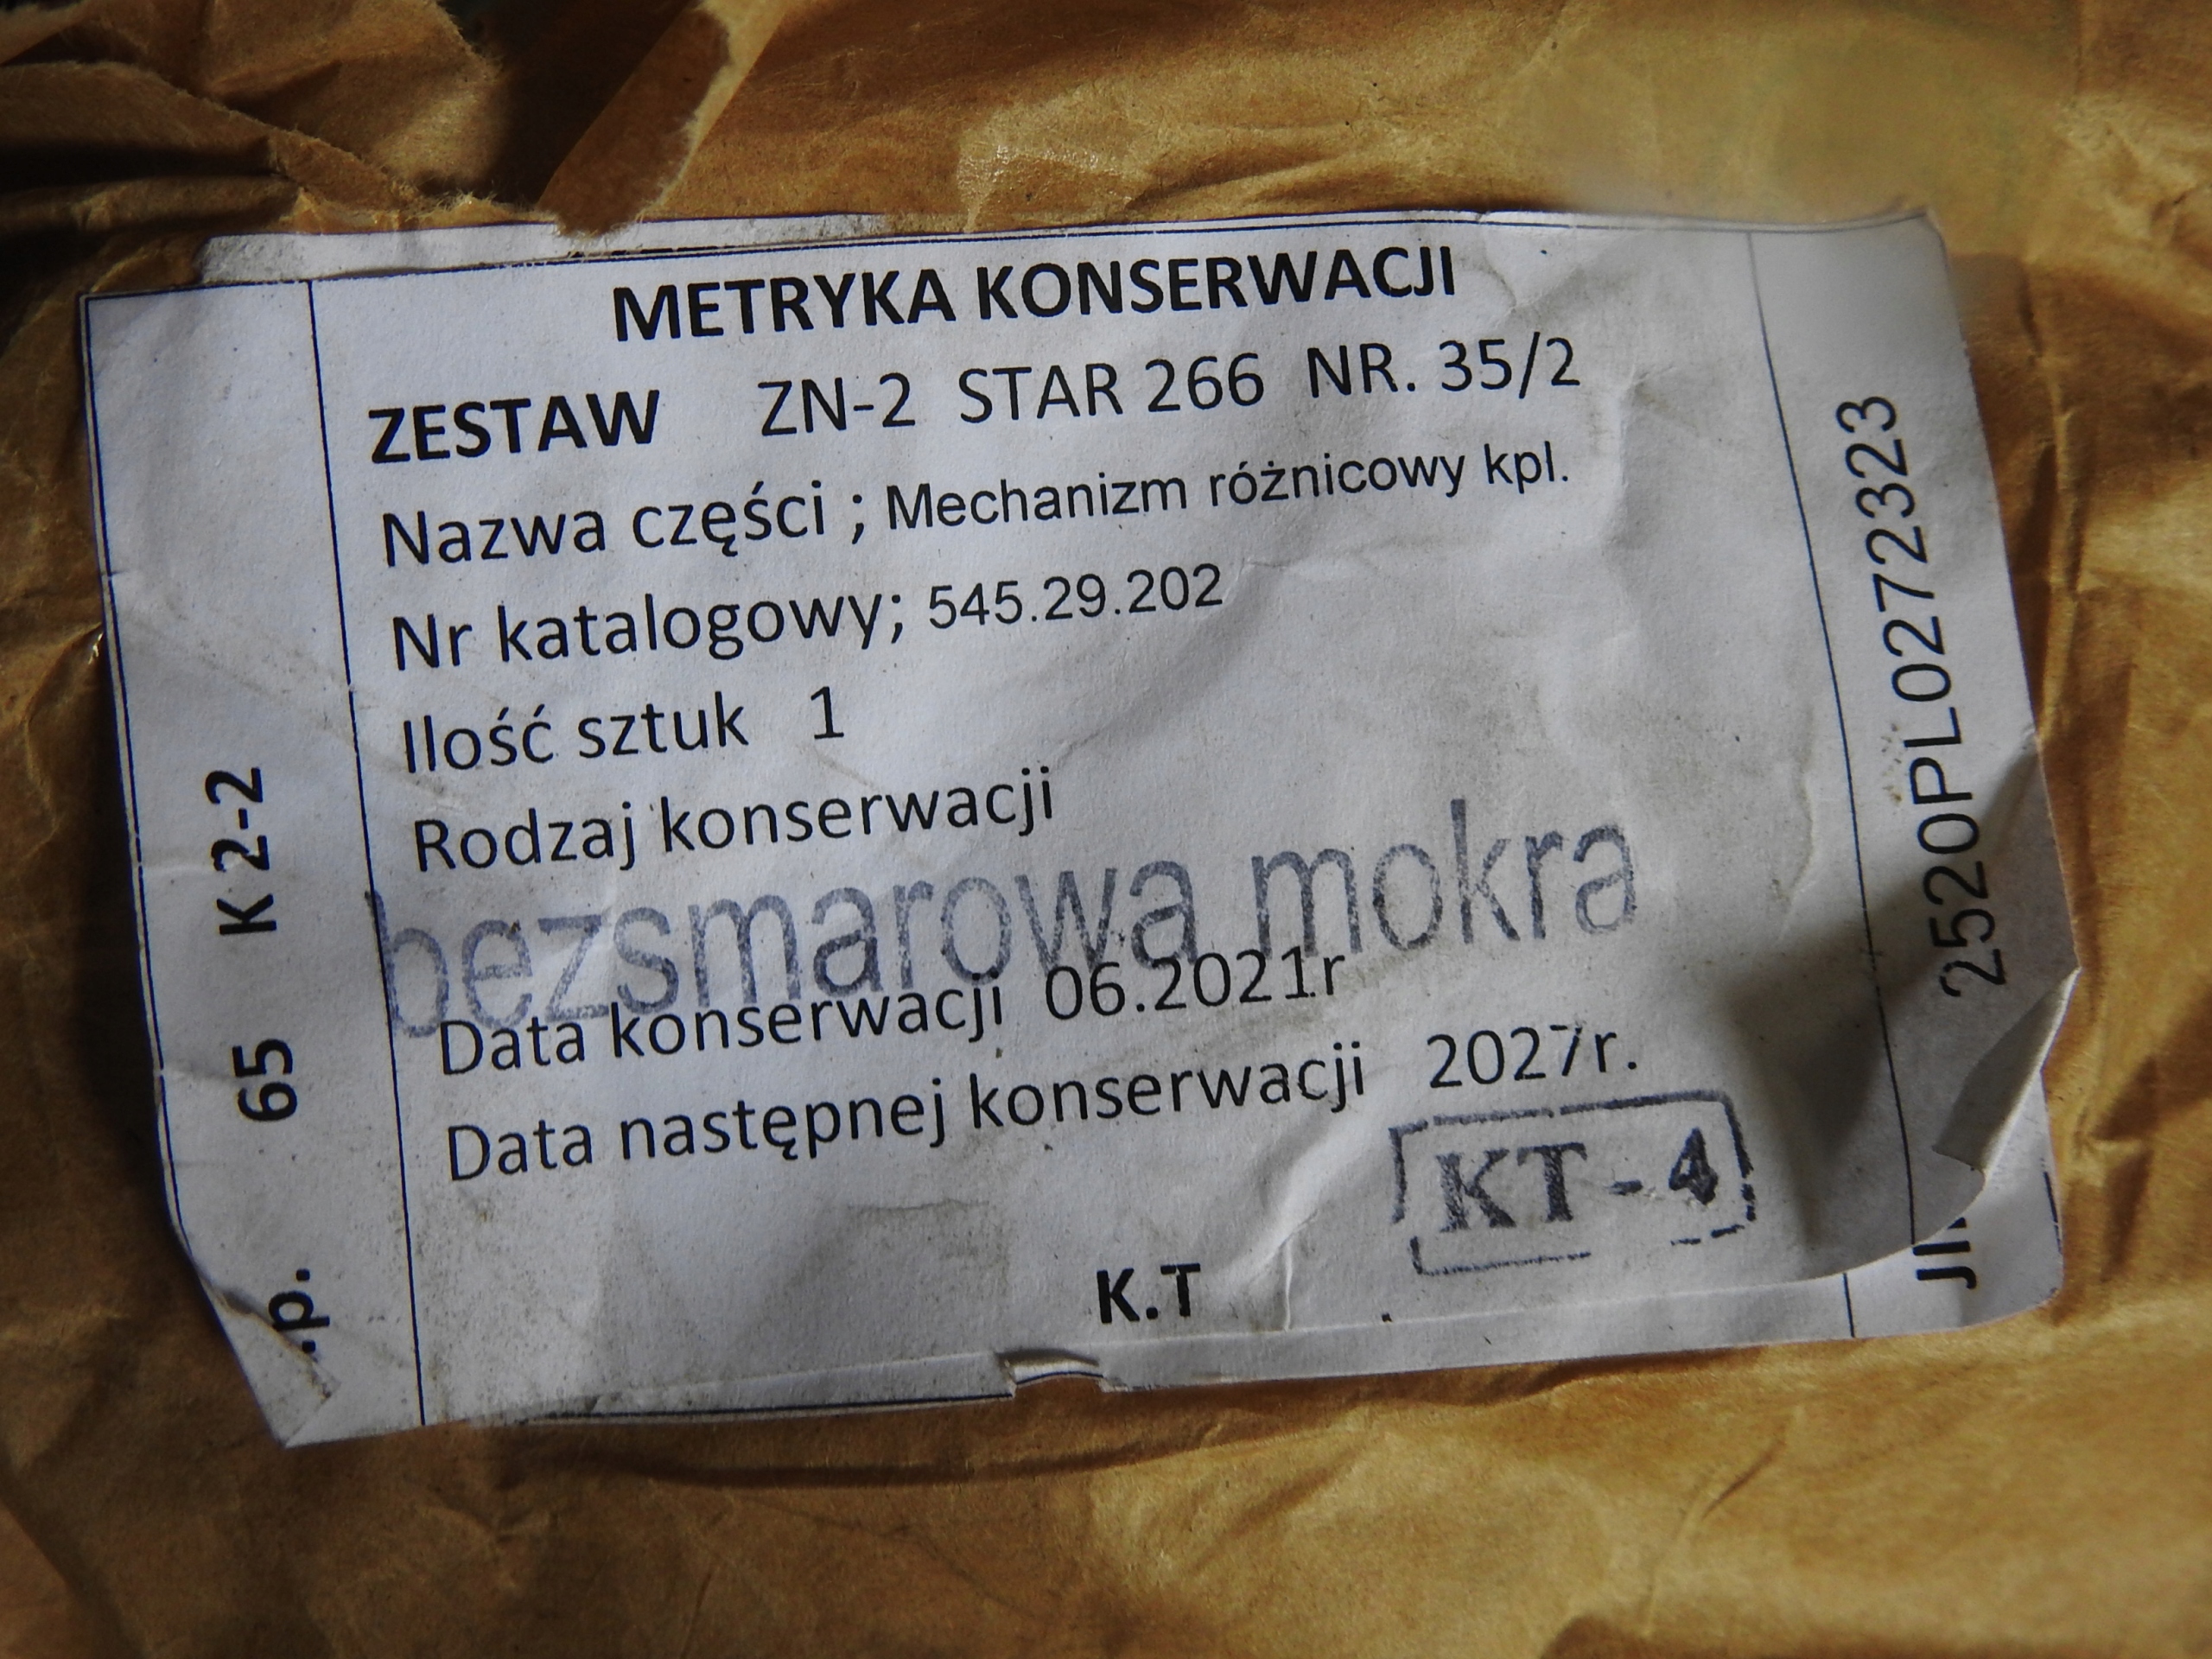 METRYKA KONSERWACJI
ZESTAW ZN-2 STAR 266 NR. 35/2
Nazwa części ; Mechanizm różnicowy kpl.
Nr katalogowy; 545.29.202
Ilość sztuk 1
Rodzaj konserwacji
bezsmarowa mokra
Data konserwacji 06.2021r
Data następnej konserwacji 2027r.
KT-4
K.T
.p. 65 K 2-2
2520PL0272323